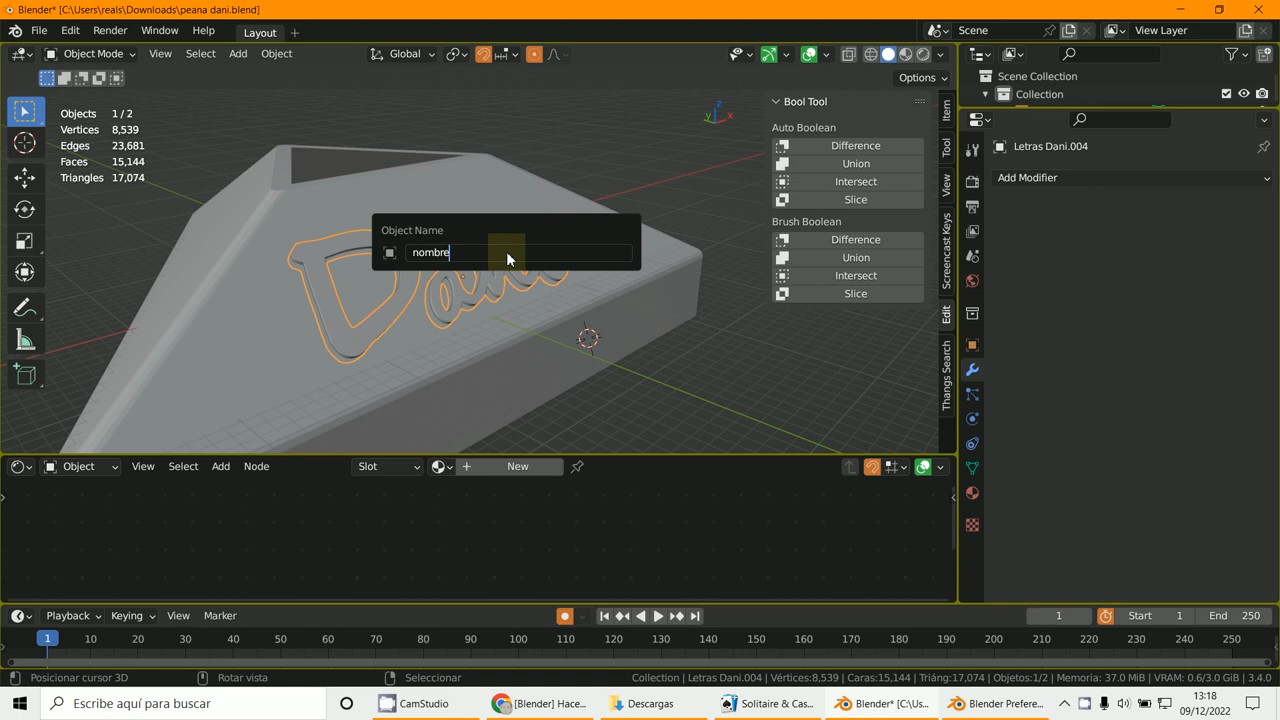 Blender* [C:\Users\reals\Downloads\peana dani.blend]
File Edit Render Window Help Layout + Scene View Layer
Object Mode View Select Add Object Global
Options
Objects 1 / 2
Vertices 8,539
Edges 23,681
Faces 15,144
Triangles 17,074
Z
Y X
Object Name
nombre
Dani
Bool Tool
Auto Boolean
Difference
Union
Intersect
Slice
Brush Boolean
Difference
Union
Intersect
Slice
Item
Tool
View
Screencast Keys
Edit
Thangs Search
Scene Collection
Collection
Letras Dani.004
Add Modifier
Object View Select Add Node Slot New
Playback Keying View Marker 1 Start 1 End 250
1 10 20 30 40 50 60 70 80 90 100 110 120 130 140 150 160 170 180 190 200 210 220 230 240 250
Posicionar cursor 3D Rotar vista Seleccionar Collection | Letras Dani.004 | Vértices:8,539 | Caras:15,144 | Triáng:17,074 | Objetos:1/2 | Memoria: 37.0 MiB | VRAM: 0.6/3.0 GiB | 3.4.0
Escribe aquí para buscar CamStudio [Blender] Hace... Descargas Solitaire & Cas... Blender* [C:\Us... Blender Prefere... 13:18
09/12/2022